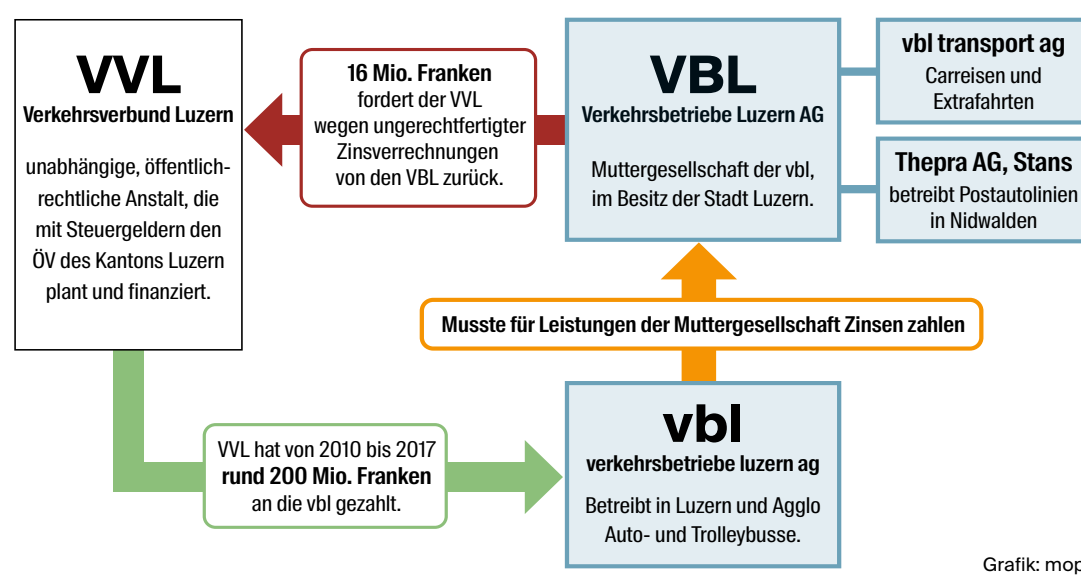 VVL
Verkehrsverbund Luzern
unabhängige, öffentlich-
rechtliche Anstalt, die
mit Steuergeldern den
ÖV des Kantons Luzern
plant und finanziert.
16 Mio. Franken
fordert der VVL
wegen ungerechtfertigter
Zinsverrechnungen
von den VBL zurück.
VBL
Verkehrsbetriebe Luzern AG
Muttergesellschaft der vbl,
im Besitz der Stadt Luzern.
vbl transport ag
Carreisen und
Extrafahrten
Thepra AG, Stans
betreibt Postautolinien
in Nidwalden
Musste für Leistungen der Muttergesellschaft Zinsen zahlen
VVL hat von 2010 bis 2017
rund 200 Mio. Franken
an die vbl gezahlt.
vbl
verkehrsbetriebe luzern ag
Betreibt in Luzern und Agglo
Auto- und Trolleybusse.
Grafik: mop